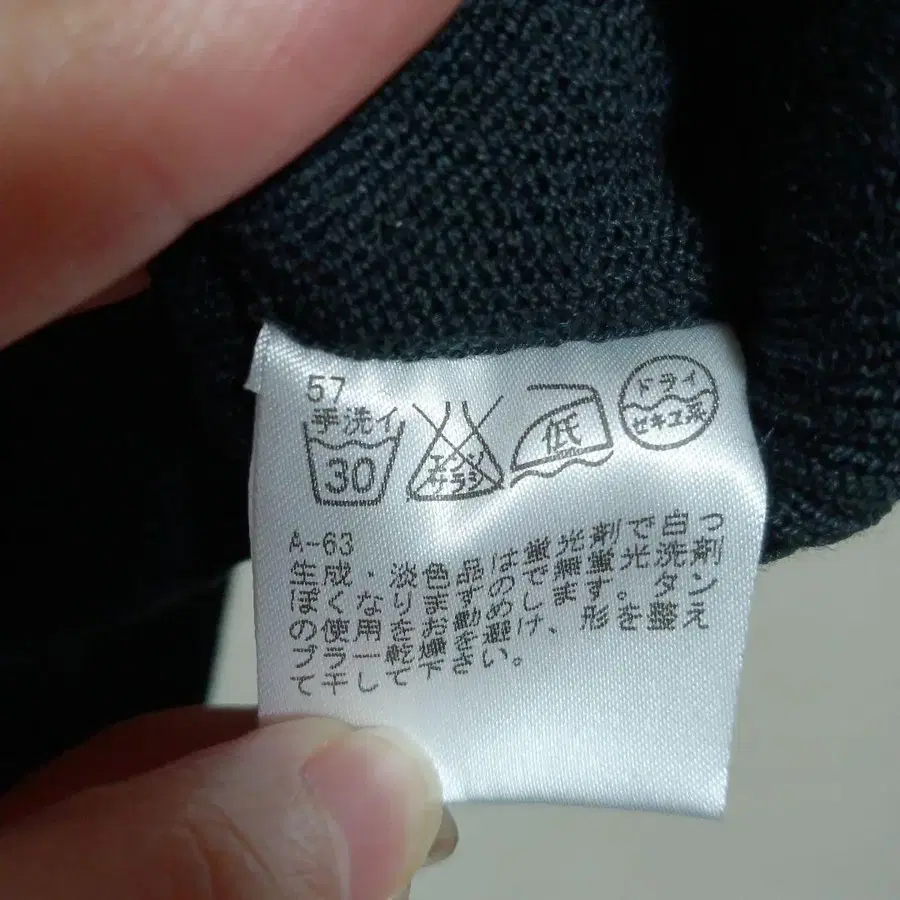 57
手洗イ
30
エンソ
サラシ
低
ドライ
セキユ系
A-63
生成・淡色品は蛍光剤で白っ
ぽくなりますので無蛍光洗剤
の使用をお勧めします。タン
ブラー乾燥を避け、形を整え
て干して下さい。